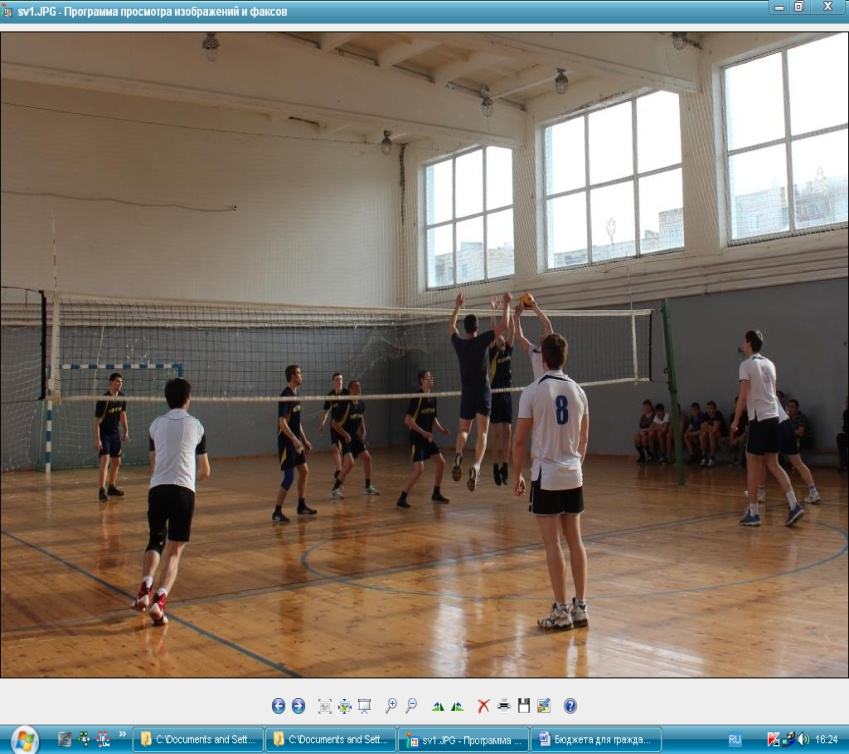 sv1.JPG - Программа просмотра изображений и факсов
8
C:\Documents and Sett...
C:\Documents and Sett...
sv1.JPG - Программа ...
Бюджета для гражда...
RU
16:24